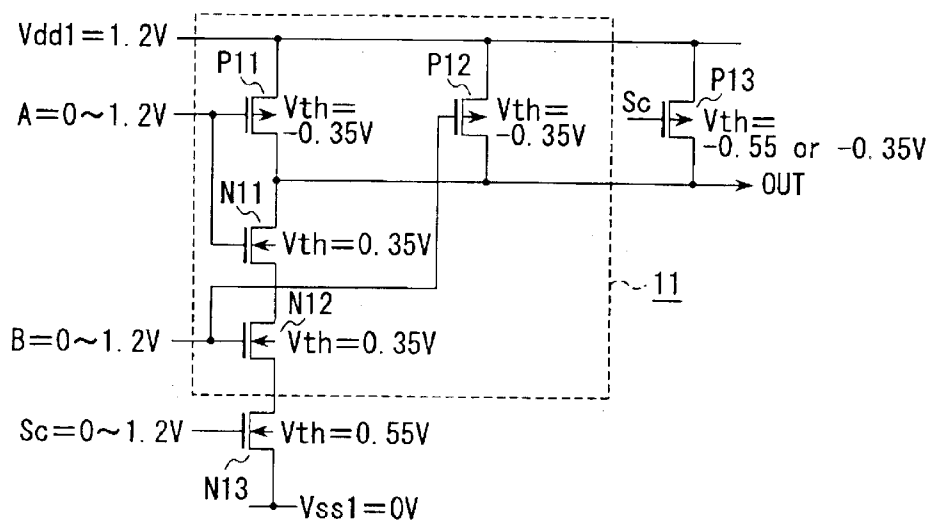 Vdd1=1.2V
P11
P12
P13
A=0~1.2V
Vth=
-0.35V
Vth=
-0.35V
Sc
Vth=
-0.55 or -0.35V
OUT
N11
Vth=0.35V
11
N12
B=0~1.2V
Vth=0.35V
Sc=0~1.2V
Vth=0.55V
N13
Vss1=0V